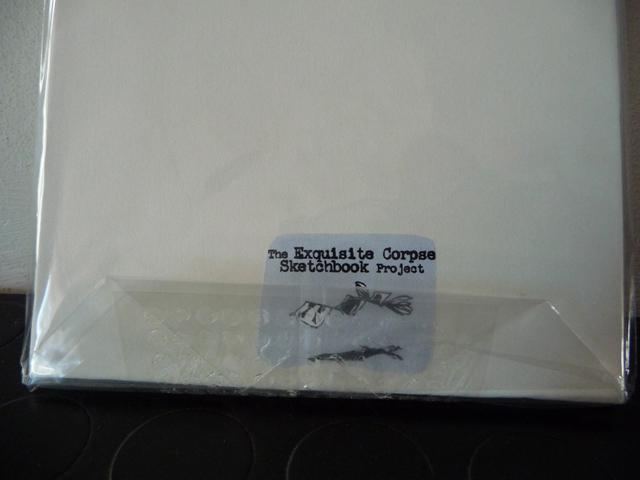 The Exquisite Corpse
Sketchbook Project